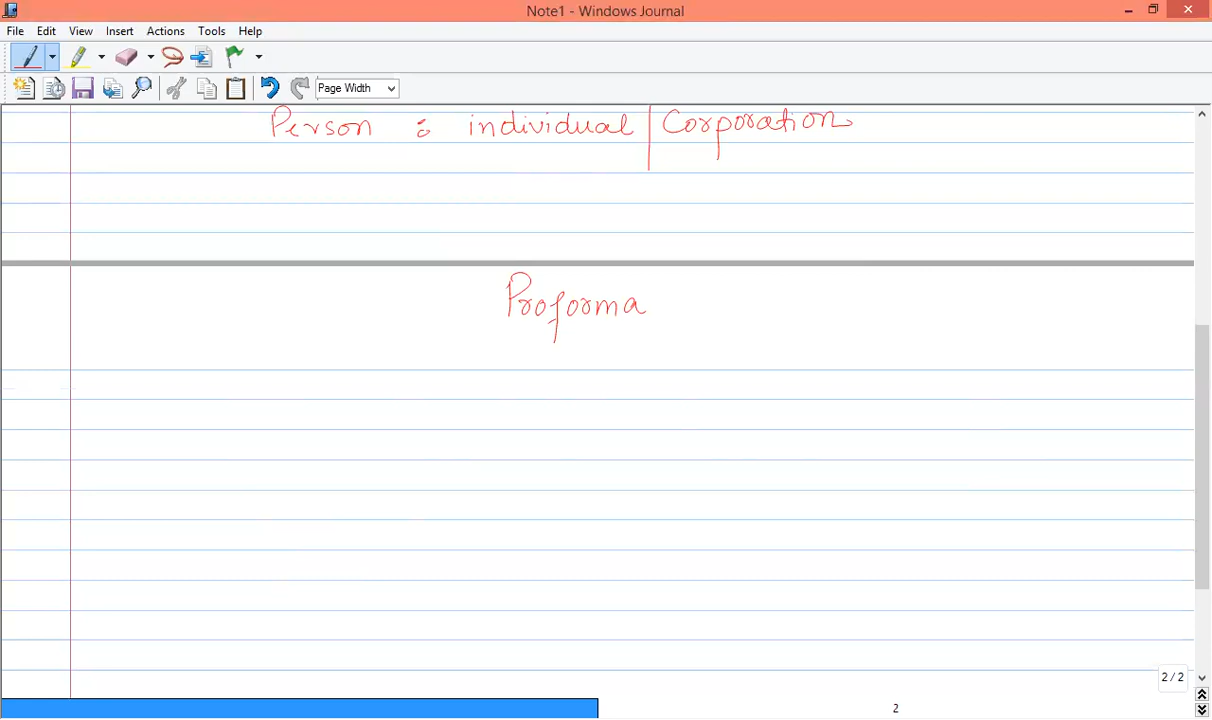 Note1 - Windows Journal
File Edit View Insert Actions Tools Help
Page Width
Person : individual | Corporation
Proforma
2 / 2
2